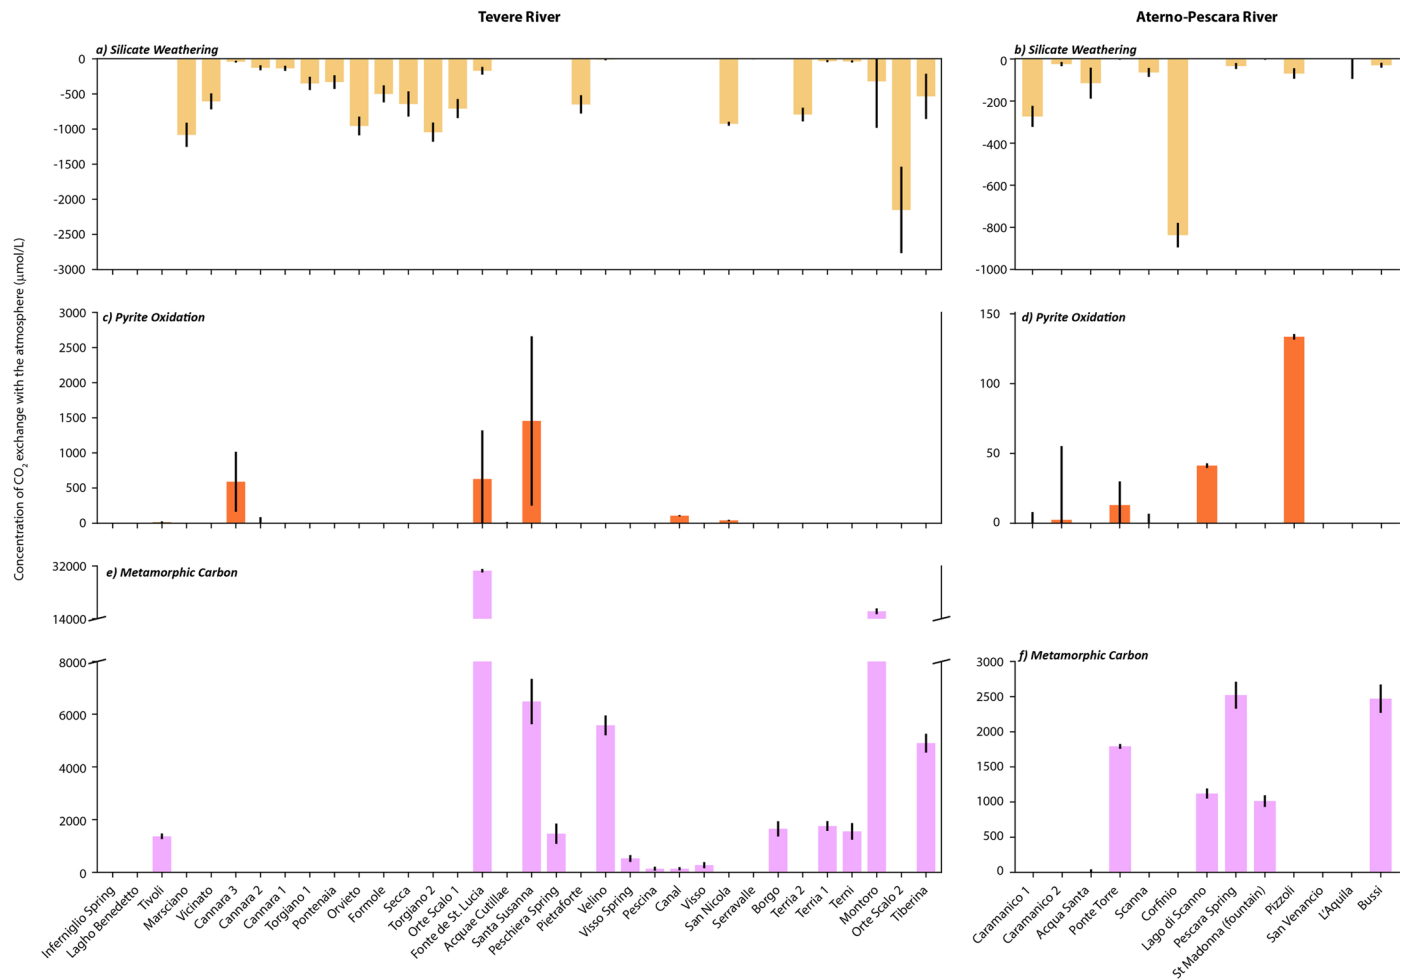 Tevere River
Aterno-Pescara River
a) Silicate Weathering
0
-500
-1000
-1500
-2000
-2500
-3000
b) Silicate Weathering
0
-200
-400
-600
-800
-1000
Concentration of CO2 exchange with the atmosphere (μmol/L)
c) Pyrite Oxidation
3000
2500
2000
1500
1000
500
0
d) Pyrite Oxidation
150
100
50
0
e) Metamorphic Carbon
32000
14000
8000
6000
4000
2000
0
f) Metamorphic Carbon
3000
2500
2000
1500
1000
500
0
Inferniglio Spring
Lagho Benedetto
Tivoli
Marsciano
Vicinato
Cannara 3
Cannara 2
Cannara 1
Torgiano 1
Pontenaia
Orvieto
Formole
Secca
Torgiano 2
Orte Scalo 1
Fonte de St. Lucia
Acquae Cutillae
Santa Susanna
Peschiera Spring
Pietraforte
Velino
Visso Spring
Pescina
Canal
Visso
San Nicola
Serravalle
Borgo
Terria 2
Terria 1
Terni
Montoro
Orte Scalo 2
Tiberina
Caramanico 1
Caramanico 2
Acqua Santa
Ponte Torre
Scanna
Corfinio
Lago di Scanno
Pescara Spring
St Madonna (fountain)
Pizzoli
San Venancio
L'Aquila
Bussi